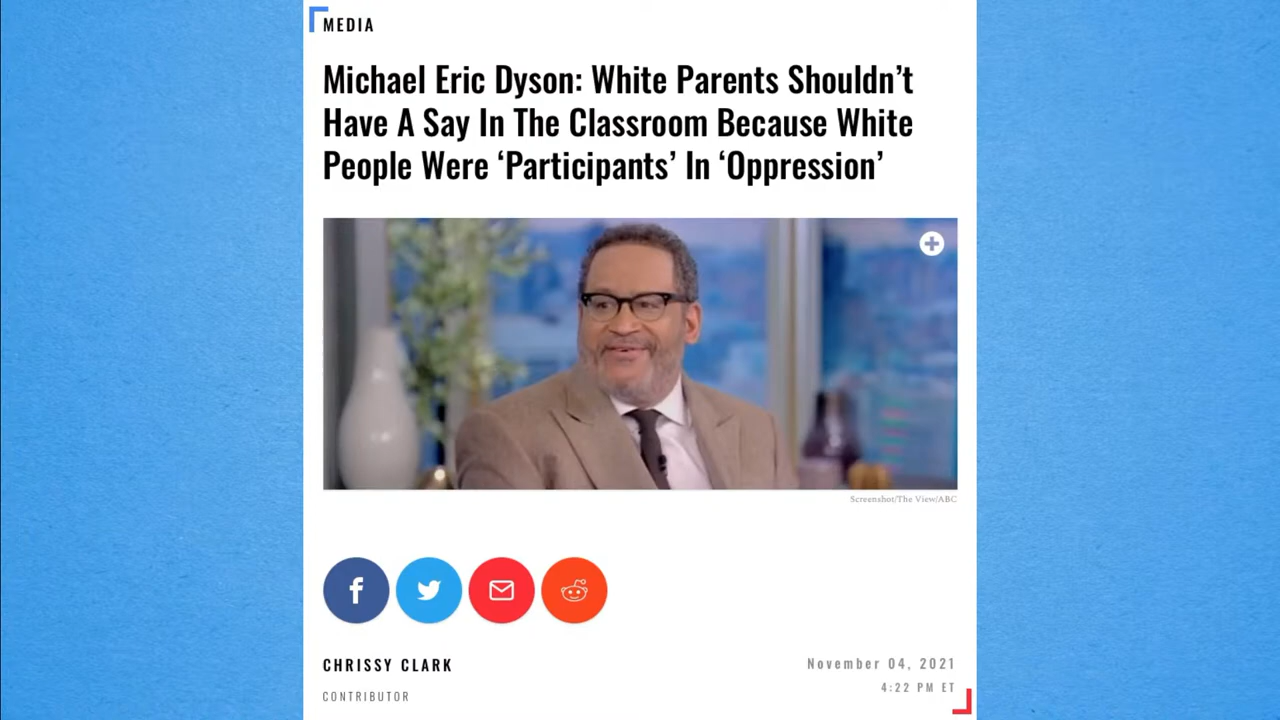 MEDIA
Michael Eric Dyson: White Parents Shouldn’t
Have A Say In The Classroom Because White
People Were ‘Participants’ In ‘Oppression’
Screenshot/The View/ABC
CHRISSY CLARK
CONTRIBUTOR
November 04, 2021
4:22 PM ET